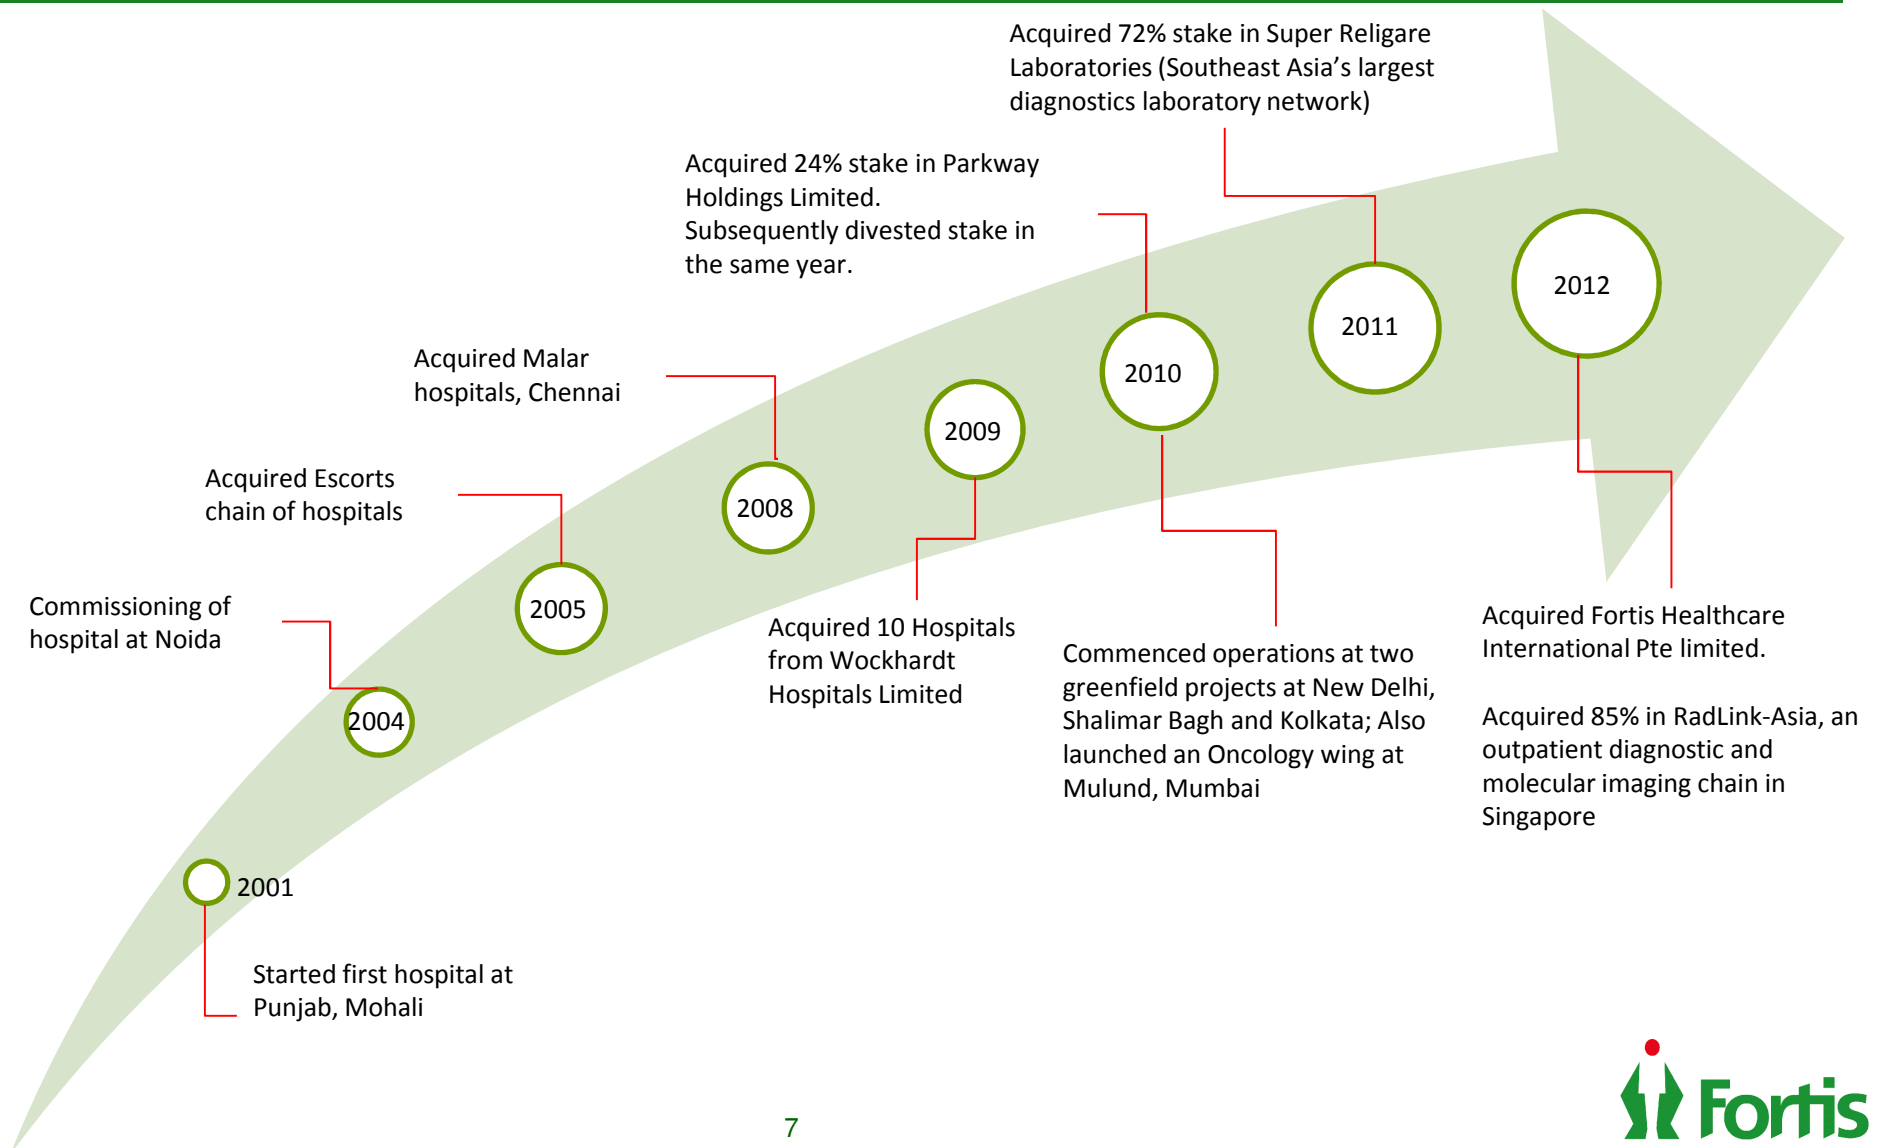 Acquired 72% stake in Super Religare
Laboratories (Southeast Asia’s largest
diagnostics laboratory network)
Acquired 24% stake in Parkway
Holdings Limited.
Subsequently divested stake in
the same year.
2012
2011
Acquired Malar
hospitals, Chennai
2010
2009
Acquired Escorts
chain of hospitals
2008
Commissioning of
hospital at Noida
2005
Acquired 10 Hospitals
from Wockhardt
Hospitals Limited
Commenced operations at two
greenfield projects at New Delhi,
Shalimar Bagh and Kolkata; Also
launched an Oncology wing at
Mulund, Mumbai
Acquired Fortis Healthcare
International Pte limited.
Acquired 85% in RadLink-Asia, an
outpatient diagnostic and
molecular imaging chain in
Singapore
2004
2001
Started first hospital at
Punjab, Mohali
7
Fortis